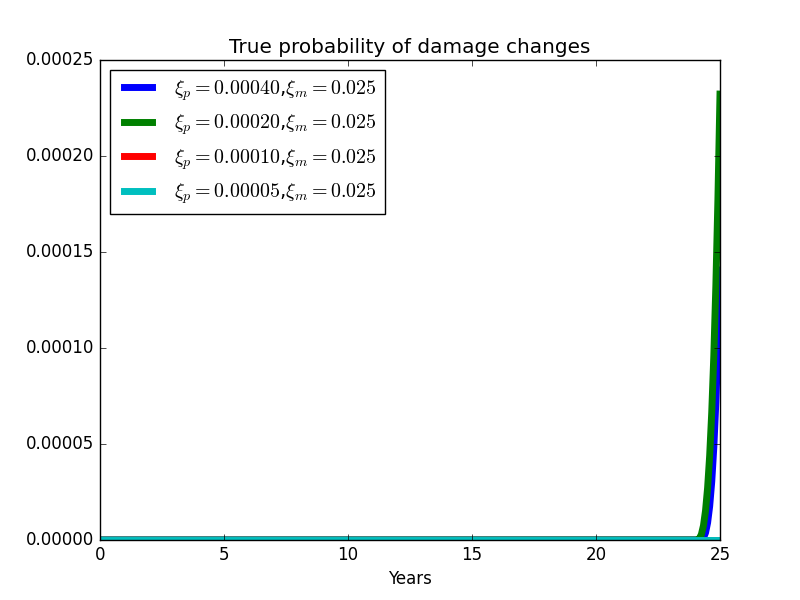 True probability of damage changes
0.00025
0.00020
0.00015
0.00010
0.00005
0.00000
ξₚ = 0.00040,ξₘ = 0.025
ξₚ = 0.00020,ξₘ = 0.025
ξₚ = 0.00010,ξₘ = 0.025
ξₚ = 0.00005,ξₘ = 0.025
0 5 10 15 20 25
Years